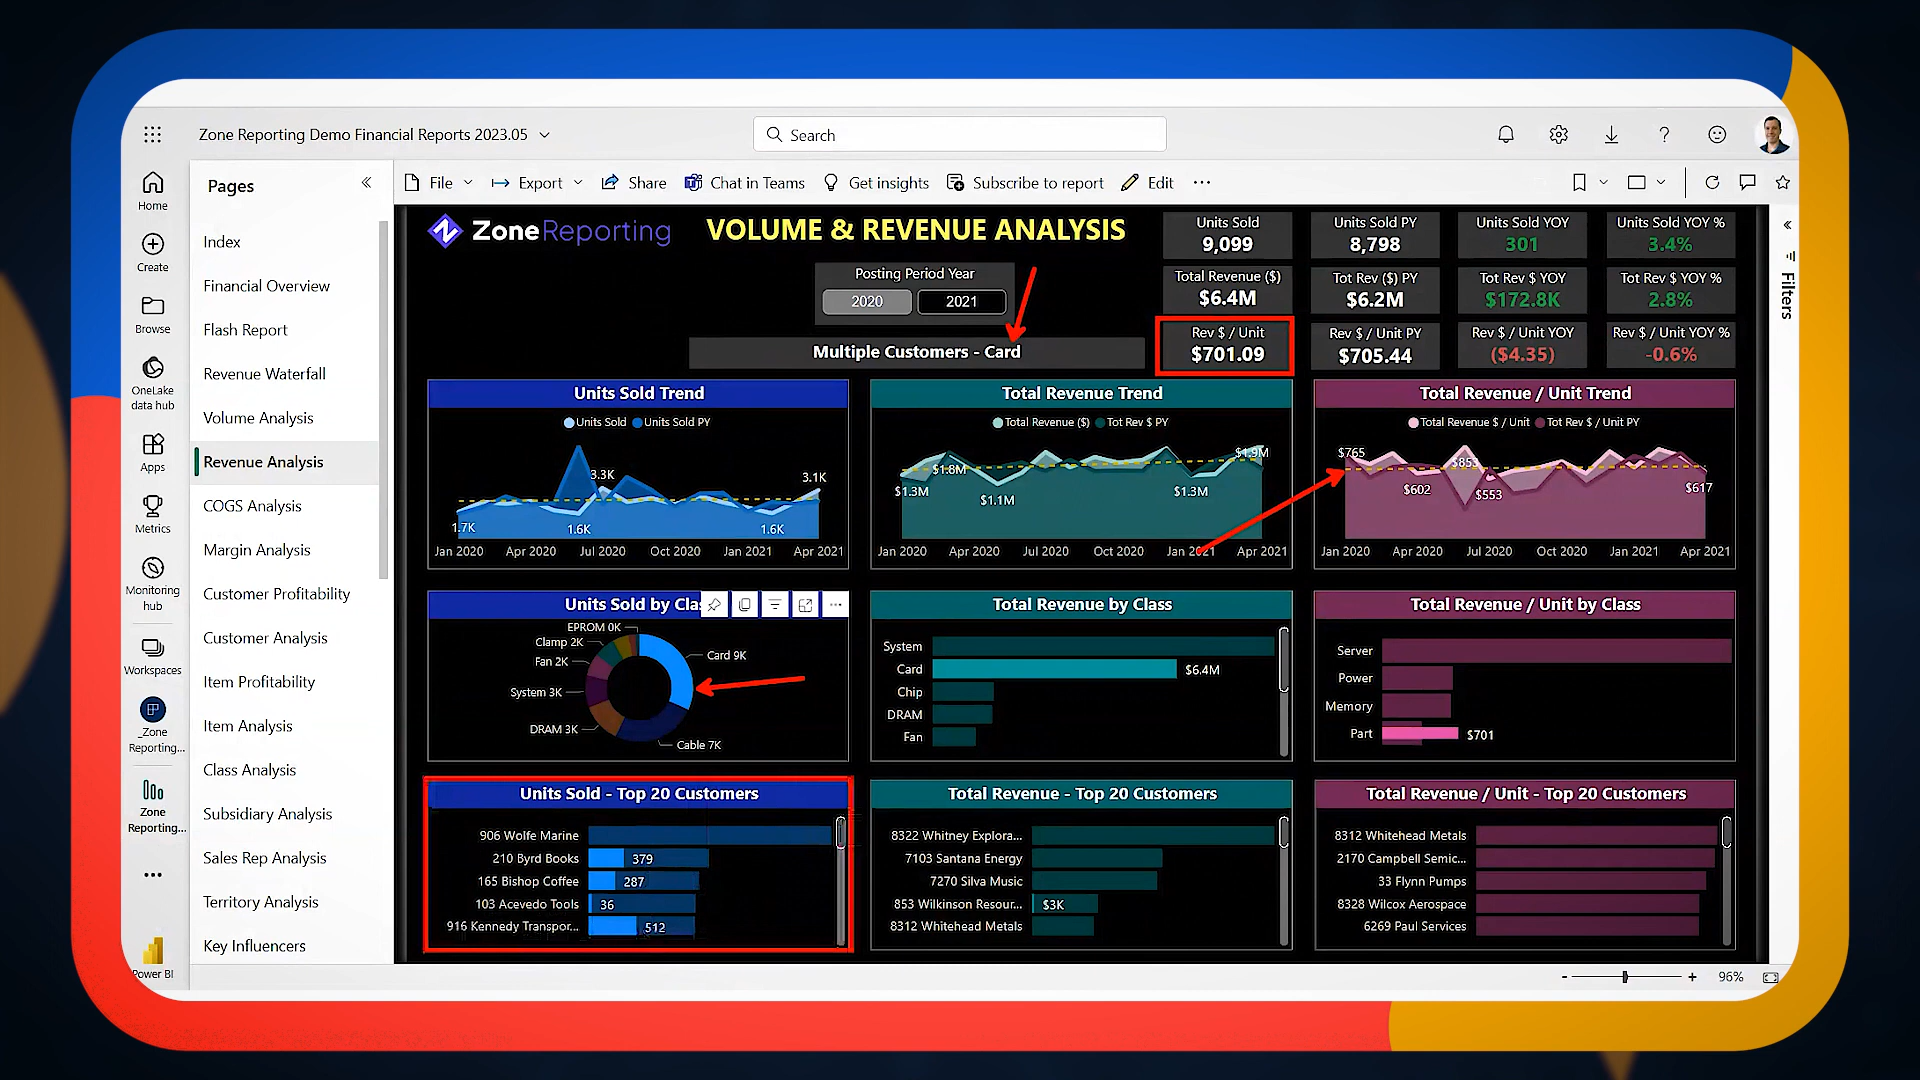 Zone Reporting Demo Financial Reports 2023.05
Search
Home
Create
Browse
OneLake
data hub
Apps
Metrics
Monitoring
hub
Workspaces
_Zone
Reporting...
Zone
Reporting...
Power BI
Pages
Index
Financial Overview
Flash Report
Revenue Waterfall
Volume Analysis
Revenue Analysis
COGS Analysis
Margin Analysis
Customer Profitability
Customer Analysis
Item Profitability
Item Analysis
Class Analysis
Subsidiary Analysis
Sales Rep Analysis
Territory Analysis
Key Influencers
File Export Share Chat in Teams Get insights Subscribe to report Edit
ZoneReporting
VOLUME & REVENUE ANALYSIS
Posting Period Year
2020 2021
Multiple Customers - Card
Units Sold
9,099
Units Sold PY
8,798
Units Sold YOY
301
Units Sold YOY %
3.4%
Total Revenue ($)
$6.4M
Tot Rev ($) PY
$6.2M
Tot Rev $ YOY
$172.8K
Tot Rev $ YOY %
2.8%
Rev $ / Unit
$701.09
Rev $ / Unit PY
$705.44
Rev $ / Unit YOY
($4.35)
Rev $ / Unit YOY %
-0.6%
Filters
Units Sold Trend
Units Sold Units Sold PY
1.7K
3.3K
1.6K
1.6K
3.1K
Jan 2020 Apr 2020 Jul 2020 Oct 2020 Jan 2021 Apr 2021
Total Revenue Trend
Total Revenue ($) Tot Rev $ PY
$1.3M
$1.8M
$1.1M
$1.3M
$1.9M
Jan 2020 Apr 2020 Jul 2020 Oct 2020 Jan 2021 Apr 2021
Total Revenue / Unit Trend
Total Revenue $ / Unit Tot Rev $ / Unit PY
$765
$602
$853
$553
$617
Jan 2020 Apr 2020 Jul 2020 Oct 2020 Jan 2021 Apr 2021
Units Sold by Clas
EPROM 0K
Clamp 2K
Fan 2K
System 3K
DRAM 3K
Card 9K
Cable 7K
Total Revenue by Class
System
Card $6.4M
Chip
DRAM
Fan
Total Revenue / Unit by Class
Server
Power
Memory
Part $701
Units Sold - Top 20 Customers
906 Wolfe Marine
210 Byrd Books 379
165 Bishop Coffee 287
103 Acevedo Tools 36
916 Kennedy Transpor... 512
Total Revenue - Top 20 Customers
8322 Whitney Explora...
7103 Santana Energy
7270 Silva Music
853 Wilkinson Resour... $3K
8312 Whitehead Metals
Total Revenue / Unit - Top 20 Customers
8312 Whitehead Metals
2170 Campbell Semic...
33 Flynn Pumps
8328 Wilcox Aerospace
6269 Paul Services
- + 96%